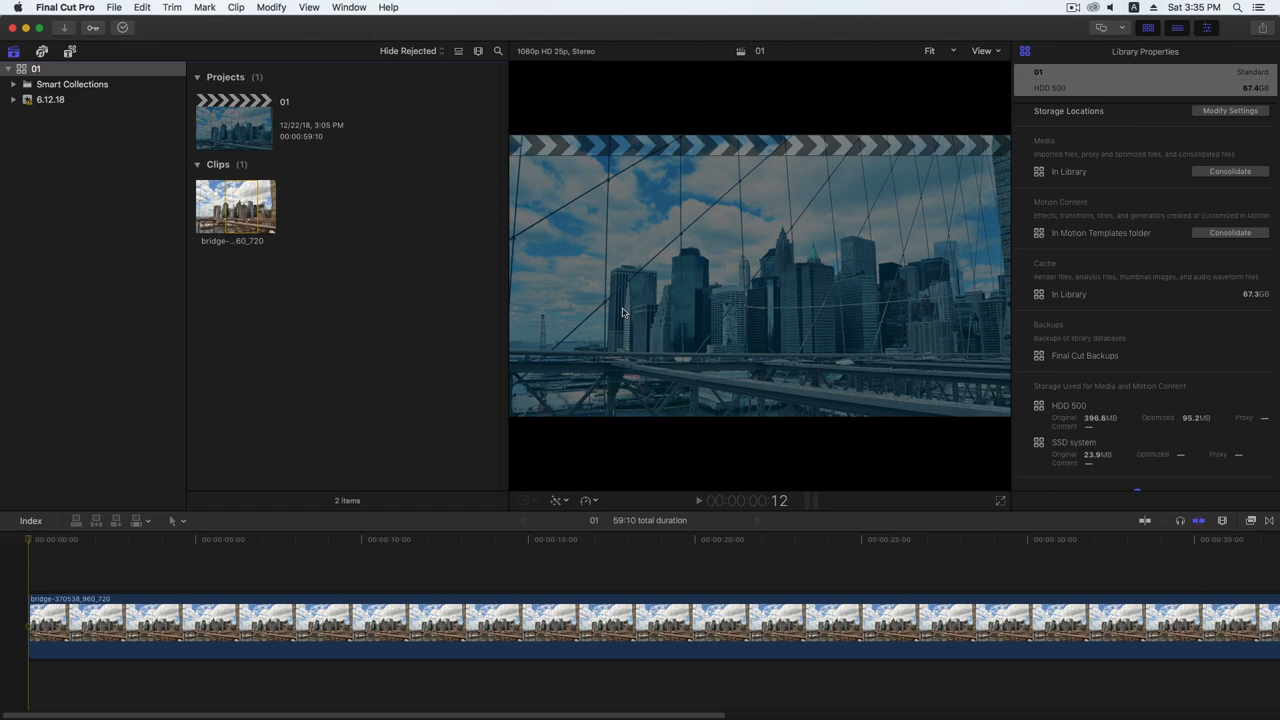 Final Cut Pro File Edit Trim Mark Clip Modify View Window Help
A Sat 3:35 PM
Hide Rejected
1080p HD 25p, Stereo
01
Fit
View
Library Properties
01
Smart Collections
6.12.18
Projects (1)
01
12/22/18, 3:05 PM
00:00:59:10
Clips (1)
bridge-...60_720
2 items
01 Standard
HDD 500 67.4GB
Storage Locations Modify Settings
Media
Imported files, proxy and optimized files, and consolidated files
In Library Consolidate
Motion Content
Effects, transitions, titles, and generators created or customized in Motion
In Motion Templates folder Consolidate
Cache
Render files, analysis files, thumbnail images, and audio waveform files
In Library 67.3GB
Backups
Backups of library databases
Final Cut Backups
Storage Used for Media and Motion Content
HDD 500
Original 396.6MB Optimized 95.2MB Proxy —
Content —
SSD system
Original 23.9MB Optimized — Proxy —
Content —
00:00:00:12
Index
01 59:10 total duration
00:00:00:00 00:00:05:00 00:00:10:00 00:00:15:00 00:00:20:00 00:00:25:00 00:00:30:00 00:00:35:00
bridge-370538_960_720